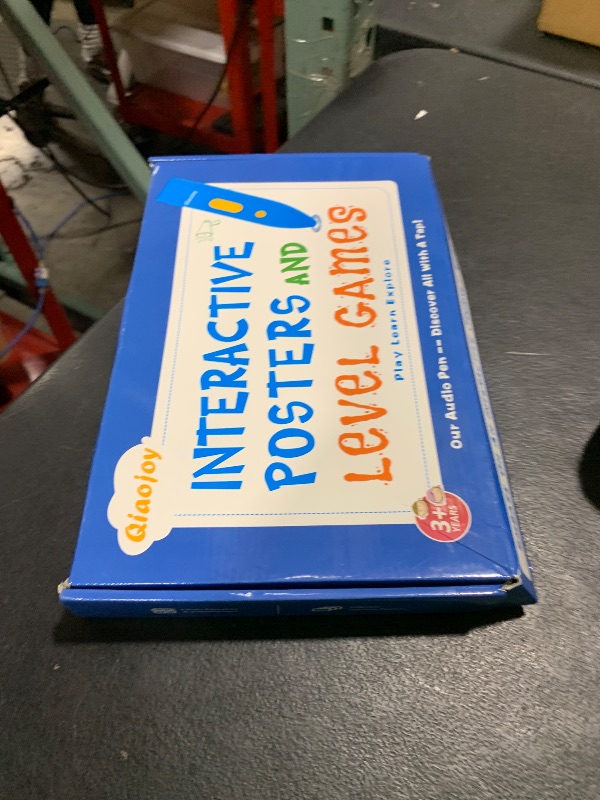 Qiaojoy
INTERACTIVE
POSTERS AND
LEVEL GAMES
Play Learn Explore
Our Audio Pen -- Discover All With A Tap!
3+
YEARS